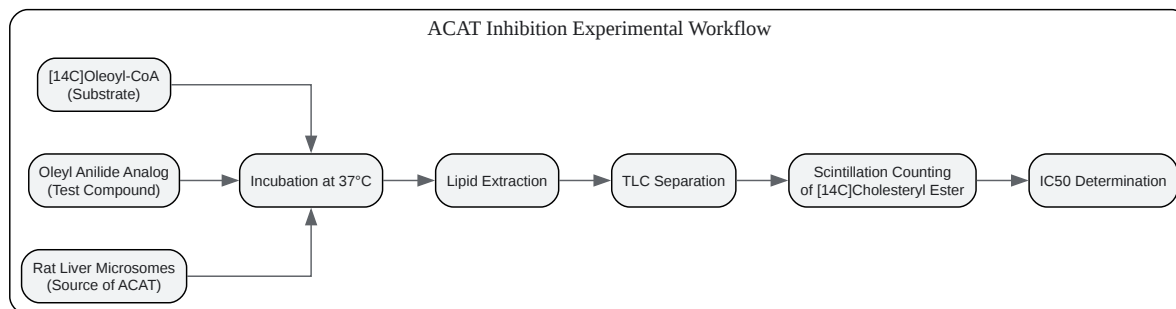 ACAT Inhibition Experimental Workflow
[14C]Oleoyl-CoA
(Substrate)
Oleyl Anilide Analog
(Test Compound)
Rat Liver Microsomes
(Source of ACAT)
Incubation at 37°C
Lipid Extraction
TLC Separation
Scintillation Counting
of [14C]Cholesteryl Ester
IC50 Determination